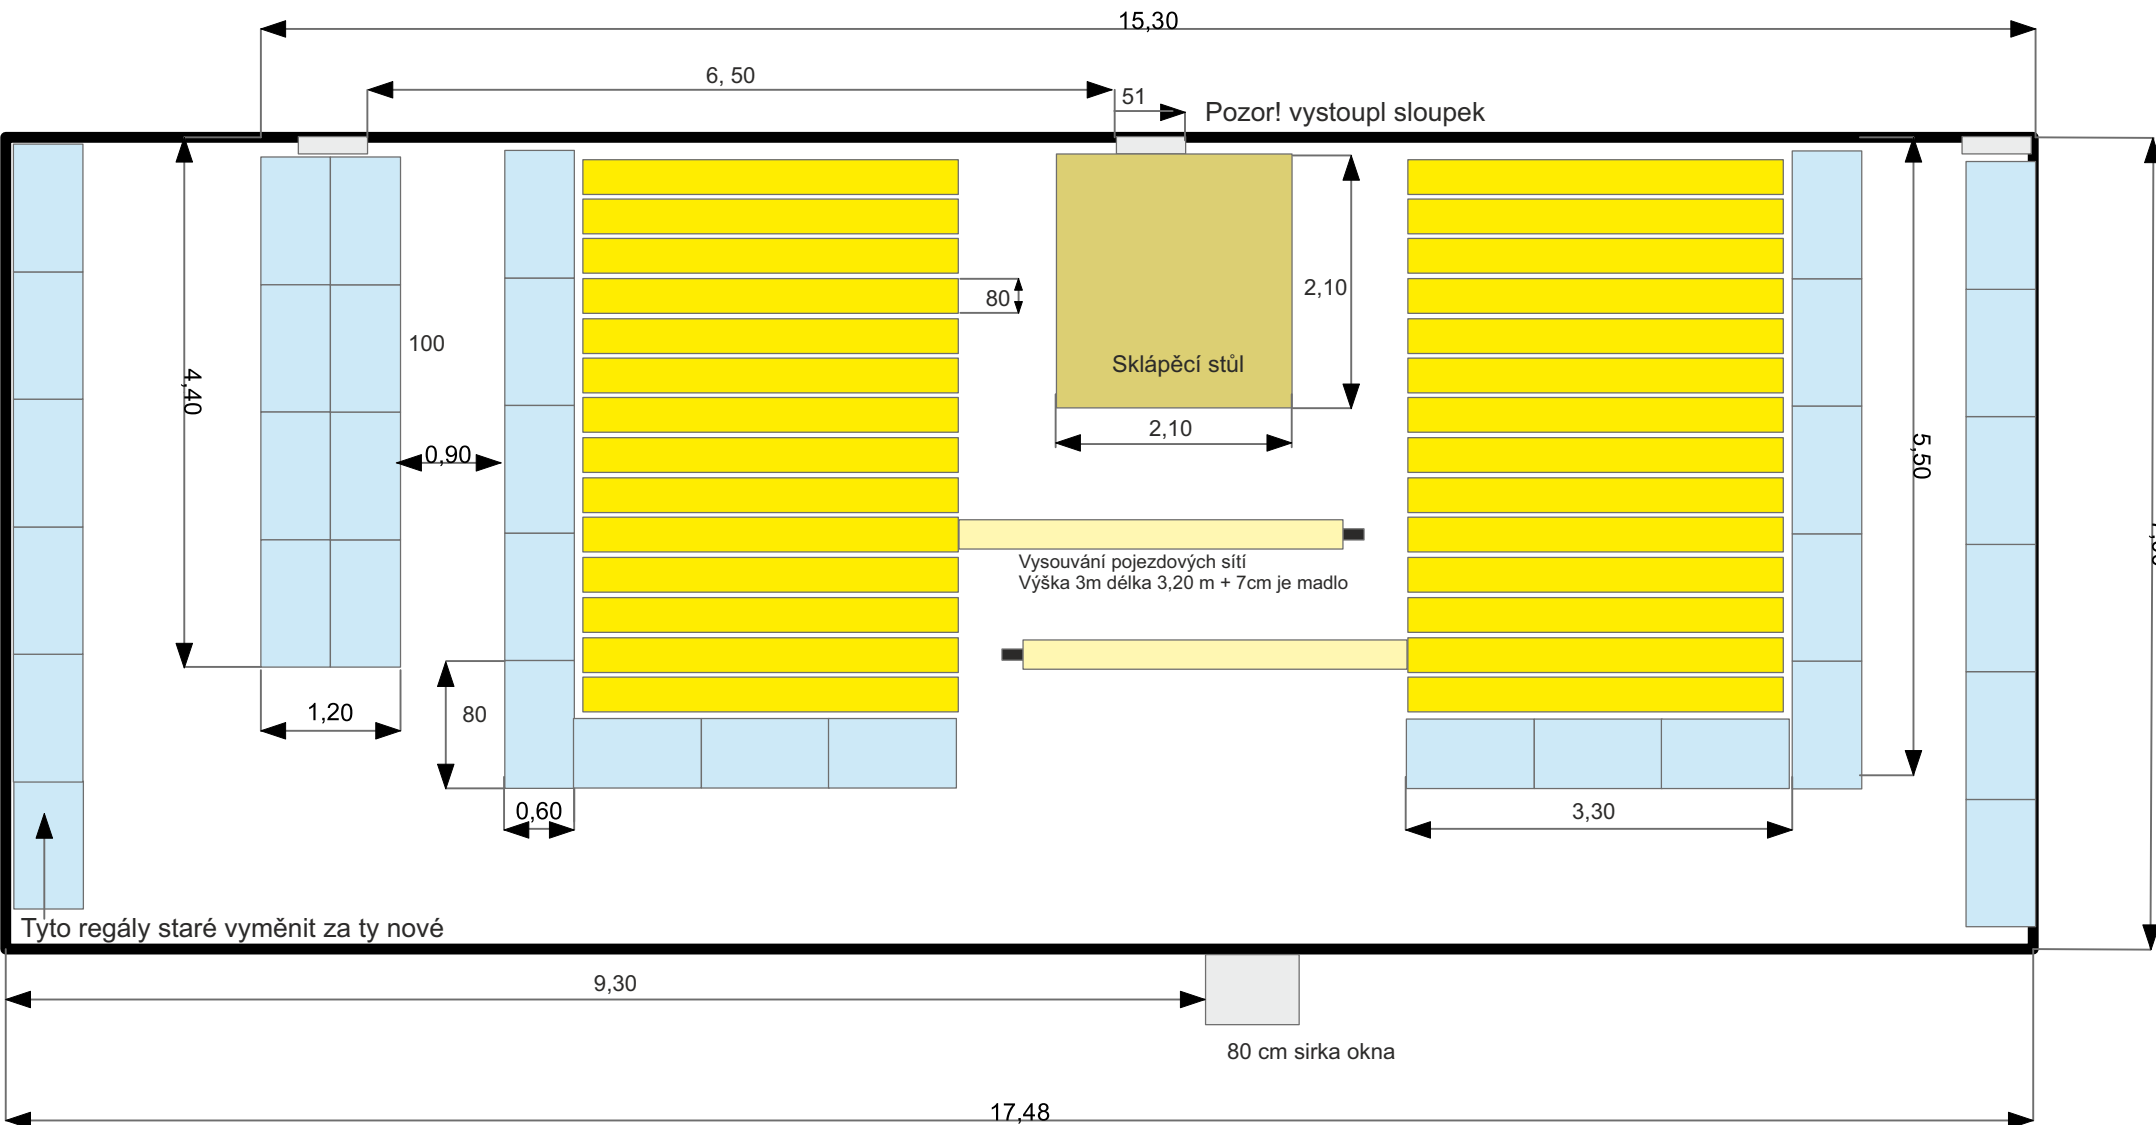 15,30
6, 50
51
Pozor! vystoupl sloupek
80
2,10
100
Sklápěcí stůl
4,40
2,10
0,90
5,50
Vysouvání pojezdových sítí
Výška 3m délka 3,20 m + 7cm je madlo
1,20
80
0,60
3,30
Tyto regály staré vyměnit za ty nové
9,30
80 cm sirka okna
17,48